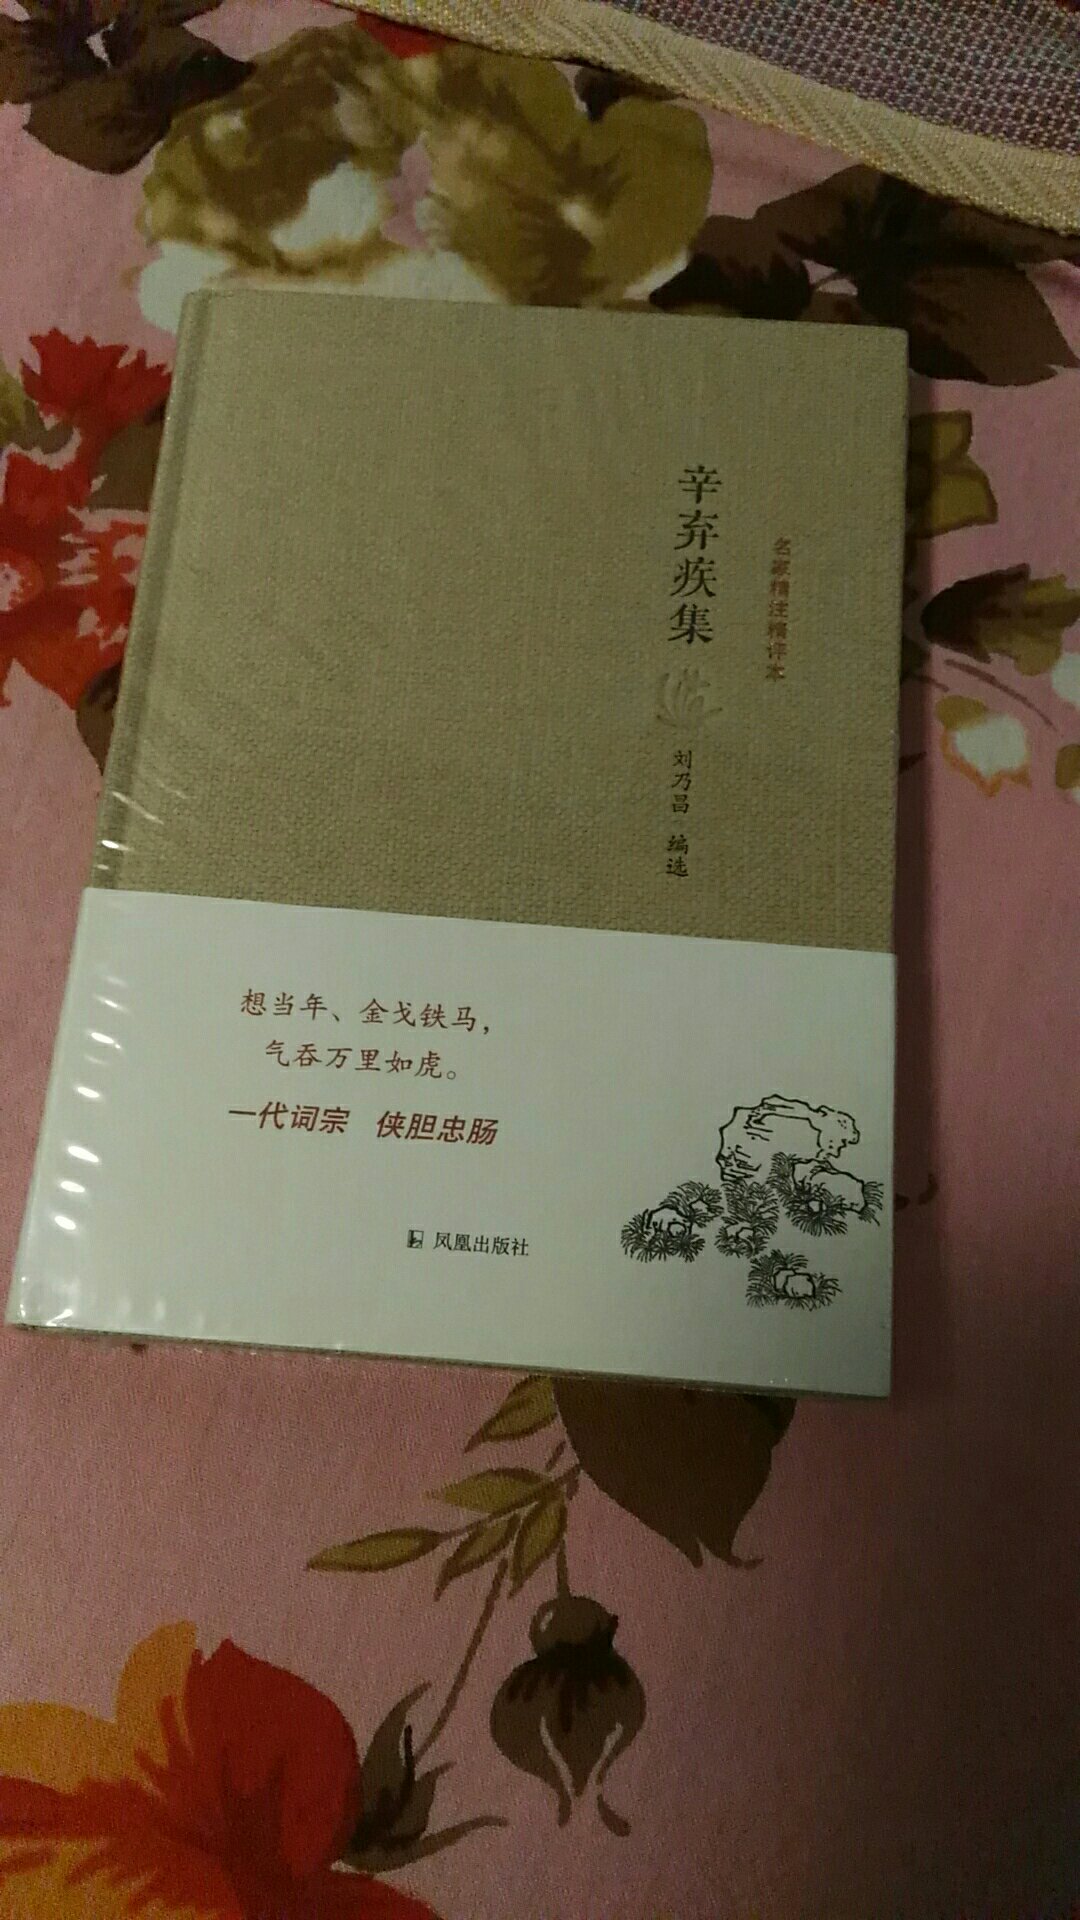 名家精注精评本
辛弃疾集
刘乃昌 编选
想当年、金戈铁马，
气吞万里如虎。
一代词宗 侠胆忠肠
凤凰出版社